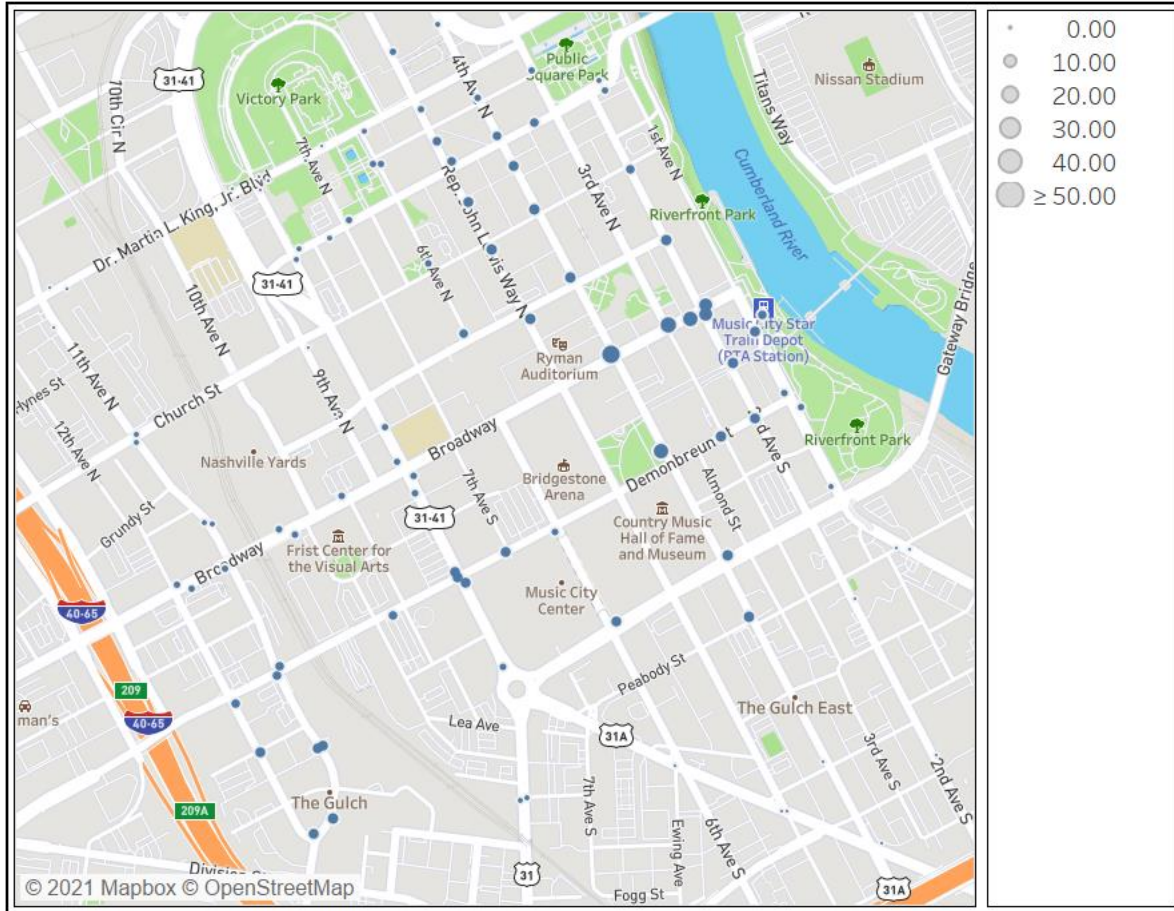 31-41
Victory Park
70th Cir N
4th Av N
Public
Square Park
Nissan Stadium
Titans Way
7th Ave N
1st Ave N
3rd Ave N
Cumberland River
Riverfront Park
Dr. Martin L. King, Jr. Blvd
Rep. John Lewis Way N
6th Ave N
31-41
10th Ave N
11th Ave N
12th Ave N
9th Ave N
Hynes St
Church St
Grundy St
Nashville Yards
Ryman
Auditorium
Music City Star
Train Depot
(RTA Station)
Gateway Bridge
Broadway
Riverfront Park
Bridgestone
Arena
Demonbreun St
Ave S
7th Ave S
Almond St
31-41
Country Music
Hall of Fame
and Museum
Frist Center for
the Visual Arts
Broadway
Music City
Center
40-65
209
man's
40-65
209A
Peabody St
Lea Ave
31A
The Gulch East
3rd Ave S
2nd Ave S
The Gulch
7th Ave S
Ewing Ave
6th Ave S
31
31A
Fogg St
Division
© 2021 Mapbox © OpenStreetMap
0.00
10.00
20.00
30.00
40.00
≥ 50.00